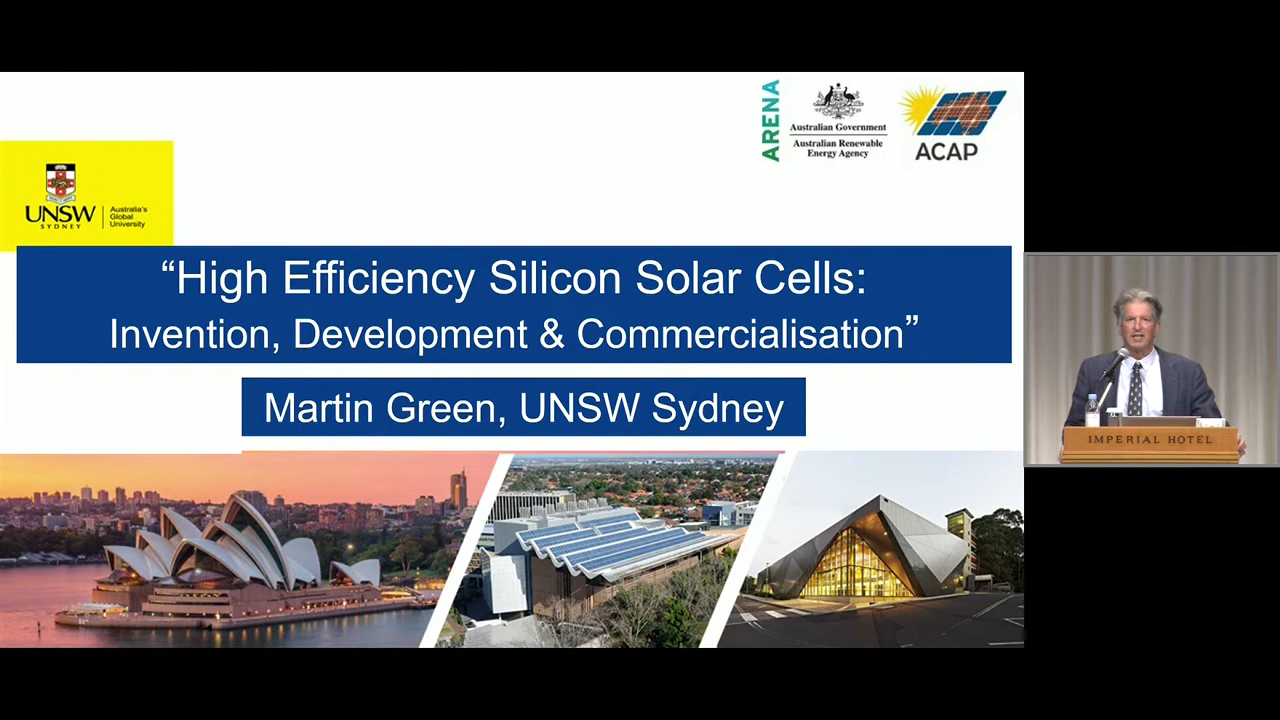 ARENA
Australian Government
Australian Renewable
Energy Agency
ACAP
UNSW
SYDNEY
Australia's
Global
University
“High Efficiency Silicon Solar Cells:
Invention, Development & Commercialisation”
Martin Green, UNSW Sydney
IMPERIAL HOTEL